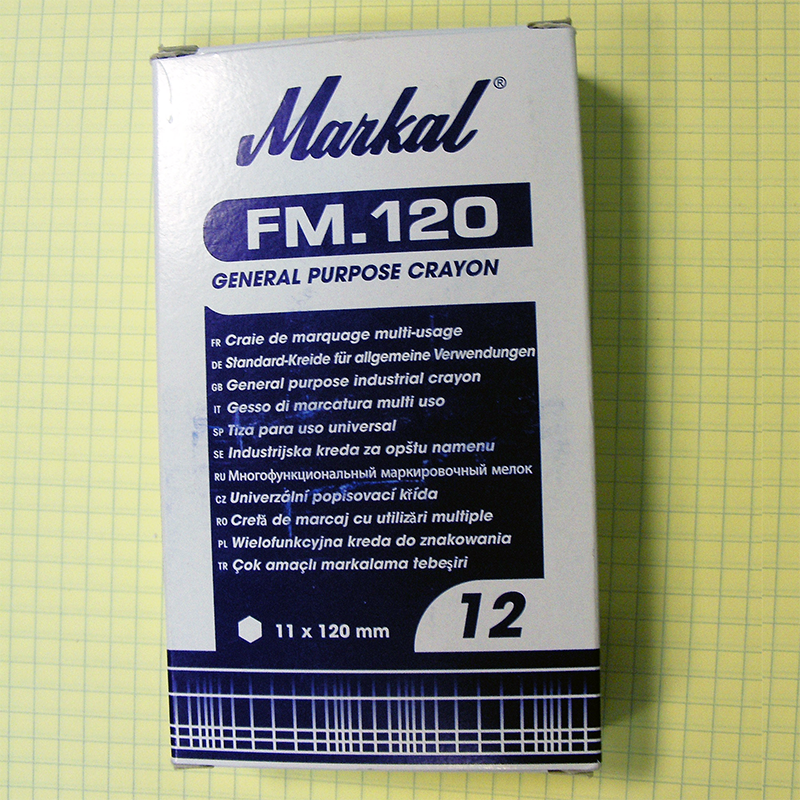 Markal®
FM.120
GENERAL PURPOSE CRAYON
FR Craie de marquage multi-usage
DE Standard-Kreide für allgemeine Verwendungen
GB General purpose industrial crayon
IT Gesso di marcatura multi uso
SP Tiza para uso universal
SE Industrijska kreda za opštu namenu
RU Многофункциональный маркировочный мелок
CZ Univerzální popisovací křída
RO Cretă de marcaj cu utilizări multiple
PL Wielofunkcyjna kreda do znakowania
TR Çok amaçlı markalama tebeşiri
11 x 120 mm
12